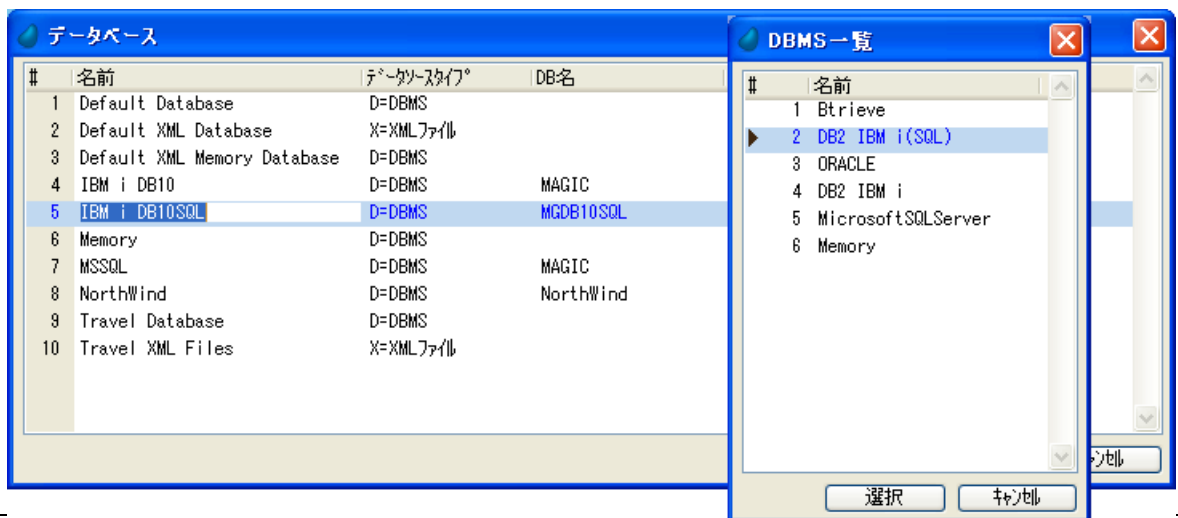 データベース
# 名前 ﾃﾞｰﾀｿｰｽﾀｲﾌﾟ DB名
1 Default Database D=DBMS
2 Default XML Database X=XMLﾌｧｲﾙ
3 Default XML Memory Database D=DBMS
4 IBM i DB10 D=DBMS MAGIC
5 IBM i DB10SQL D=DBMS MGDB10SQL
6 Memory D=DBMS
7 MSSQL D=DBMS MAGIC
8 NorthWind D=DBMS NorthWind
9 Travel Database D=DBMS
10 Travel XML Files X=XMLﾌｧｲﾙ
DBMS一覧
# 名前
1 Btrieve
2 DB2 IBM i(SQL)
3 ORACLE
4 DB2 IBM i
5 MicrosoftSQLServer
6 Memory
選択 ｷｬﾝｾﾙ
ｬﾝｾﾙ